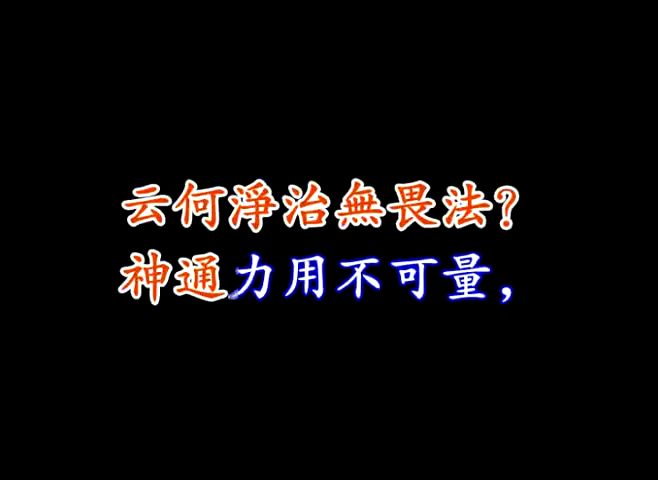 云何淨治無畏法？
神通力用不可量，